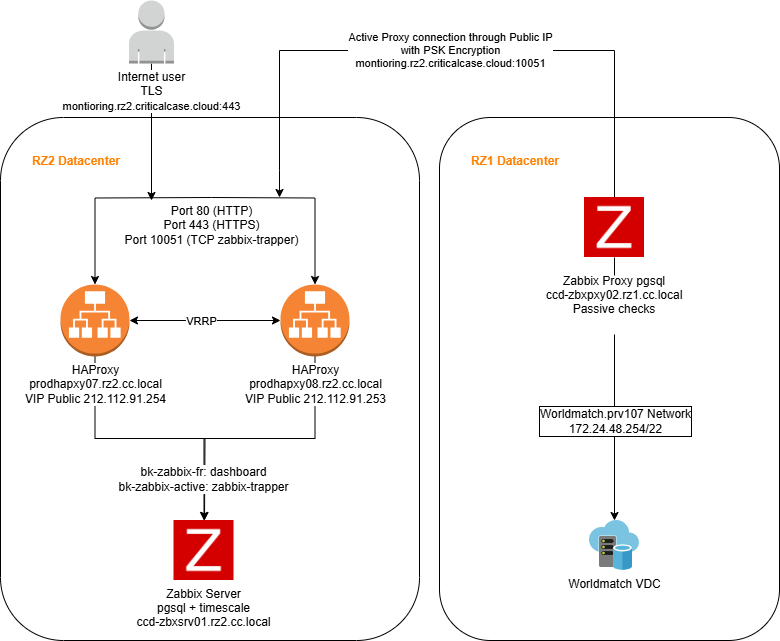 Active Proxy connection through Public IP
with PSK Encryption
montioring.rz2.criticalcase.cloud:10051
Internet user
TLS
montioring.rz2.criticalcase.cloud:443
RZ2 Datacenter
RZ1 Datacenter
Port 80 (HTTP)
Port 443 (HTTPS)
Port 10051 (TCP zabbix-trapper)
Z
Zabbix Proxy pgsql
ccd-zbxpxy02.rz1.cc.local
Passive checks
VRRP
HAProxy
prodhapxy07.rz2.cc.local
VIP Public 212.112.91.254
HAProxy
prodhapxy08.rz2.cc.local
VIP Public 212.112.91.253
Worldmatch.prv107 Network
172.24.48.254/22
bk-zabbix-fr: dashboard
bk-zabbix-active: zabbix-trapper
Z
Zabbix Server
pgsql + timescale
ccd-zbxsrv01.rz2.cc.local
Worldmatch VDC